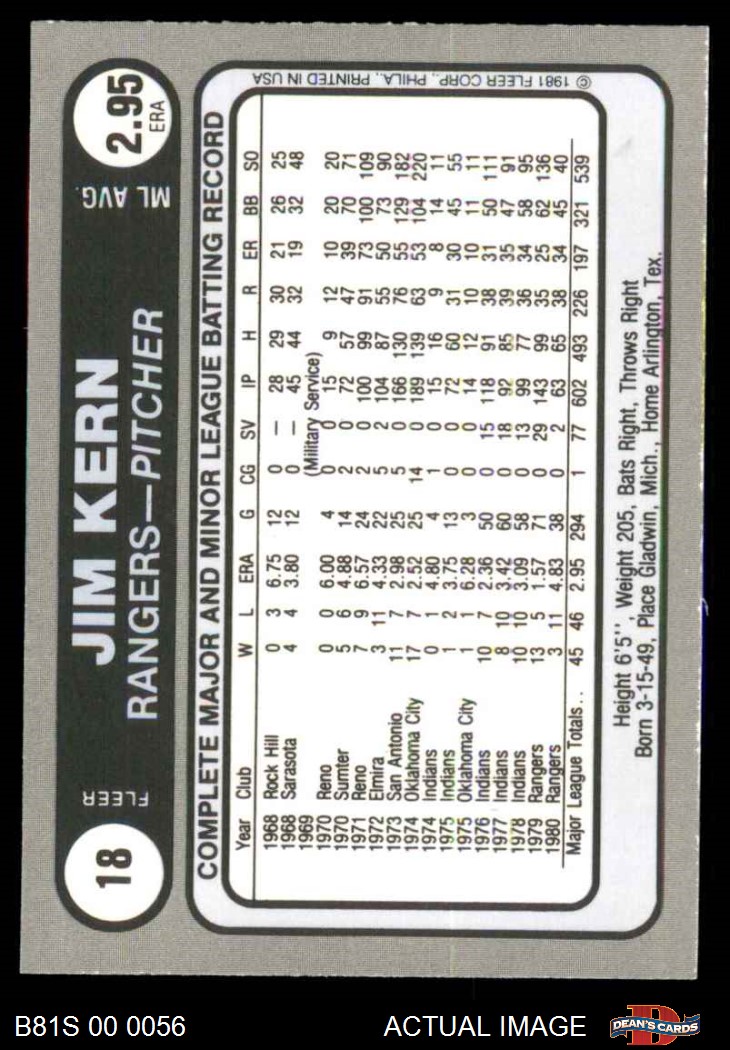 18
FLEER
JIM KERN
RANGERS—PITCHER
ML AVG.
2.95
ERA
COMPLETE MAJOR AND MINOR LEAGUE BATTING RECORD
Year Club W L ERA G CG SV IP H R ER BB SO
1968 Rock Hill 0 3 6.75 12 0 — 28 29 30 21 26 25
1968 Sarasota 4 4 3.80 12 0 — 45 44 32 19 32 48
1969 (Military Service)
1970 Reno 0 0 6.00 4 0 0 15 9 12 10 20 20
1970 Sumter 5 6 4.88 14 2 0 72 57 47 39 70 71
1971 Reno 7 9 6.57 24 2 0 100 99 91 73 100 109
1972 Elmira 3 11 4.33 22 5 2 104 87 55 50 73 90
1973 San Antonio 11 7 2.98 25 5 0 166 130 76 55 129 182
1974 Oklahoma City 17 7 2.52 25 14 0 189 139 63 53 104 220
1974 Indians 0 1 4.80 4 1 0 15 16 9 8 14 11
1975 Indians 1 2 3.75 13 0 0 72 60 31 30 45 55
1975 Oklahoma City 1 1 6.28 3 0 0 14 12 10 10 11 11
1976 Indians 10 7 2.36 50 0 15 118 91 38 31 50 111
1977 Indians 8 10 3.42 60 0 18 92 85 39 35 47 91
1978 Indians 10 10 3.09 58 0 13 99 77 36 34 58 95
1979 Rangers 13 5 1.57 71 0 29 143 99 35 25 62 136
1980 Rangers 3 11 4.83 38 0 2 63 65 38 34 45 40
Major League Totals . . 45 46 2.95 294 1 77 602 493 226 197 321 539
Height 6'5'', Weight 205, Bats Right, Throws Right
Born 3-15-49, Place Gladwin, Mich., Home Arlington, Tex.
© 1981 FLEER CORP., PHILA., PRINTED IN USA
B81S 00 0056
ACTUAL IMAGE
DEAN'S CARDS